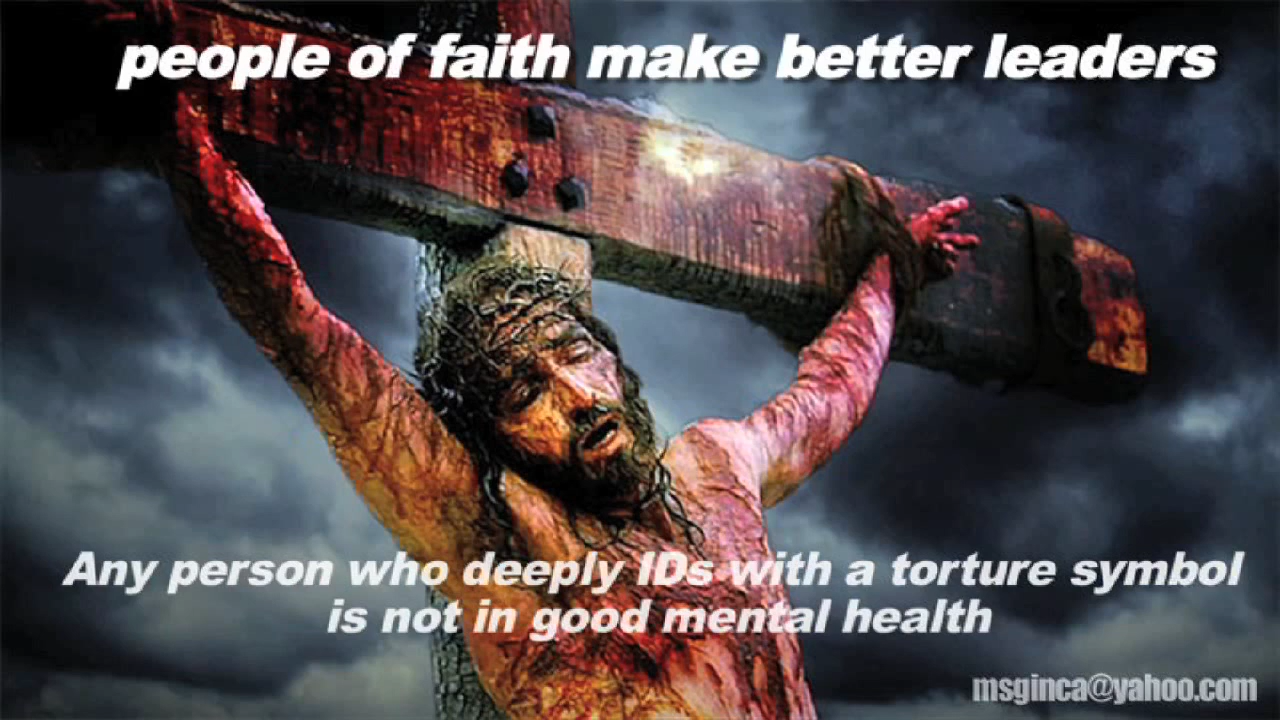 people of faith make better leaders
Any person who deeply IDs with a torture symbol
is not in good mental health
msginca@yahoo.com